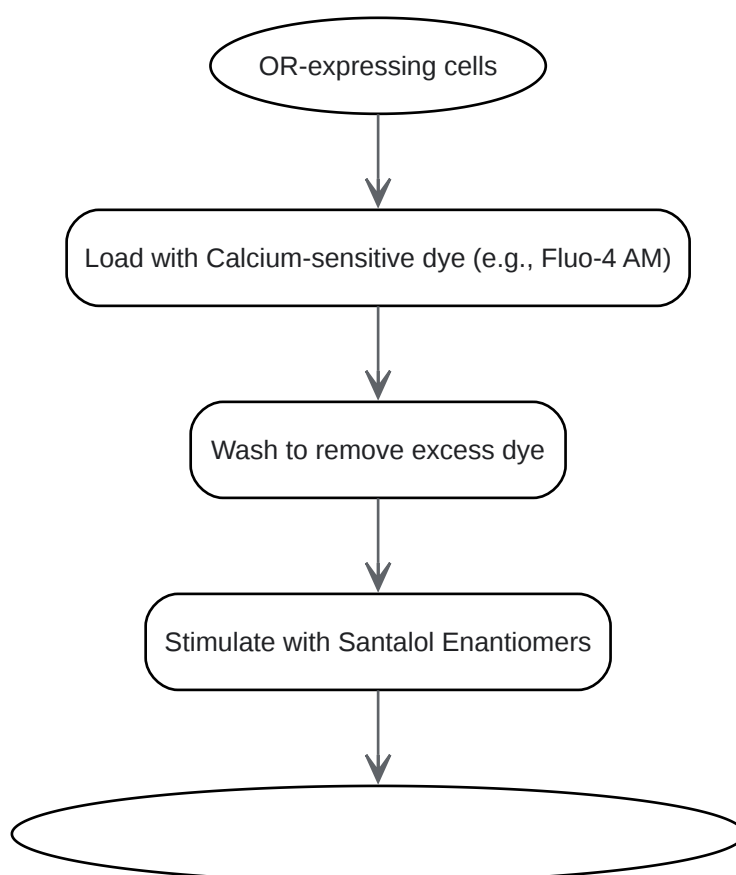 OR-expressing cells
Load with Calcium-sensitive dye (e.g., Fluo-4 AM)
Wash to remove excess dye
Stimulate with Santalol Enantiomers